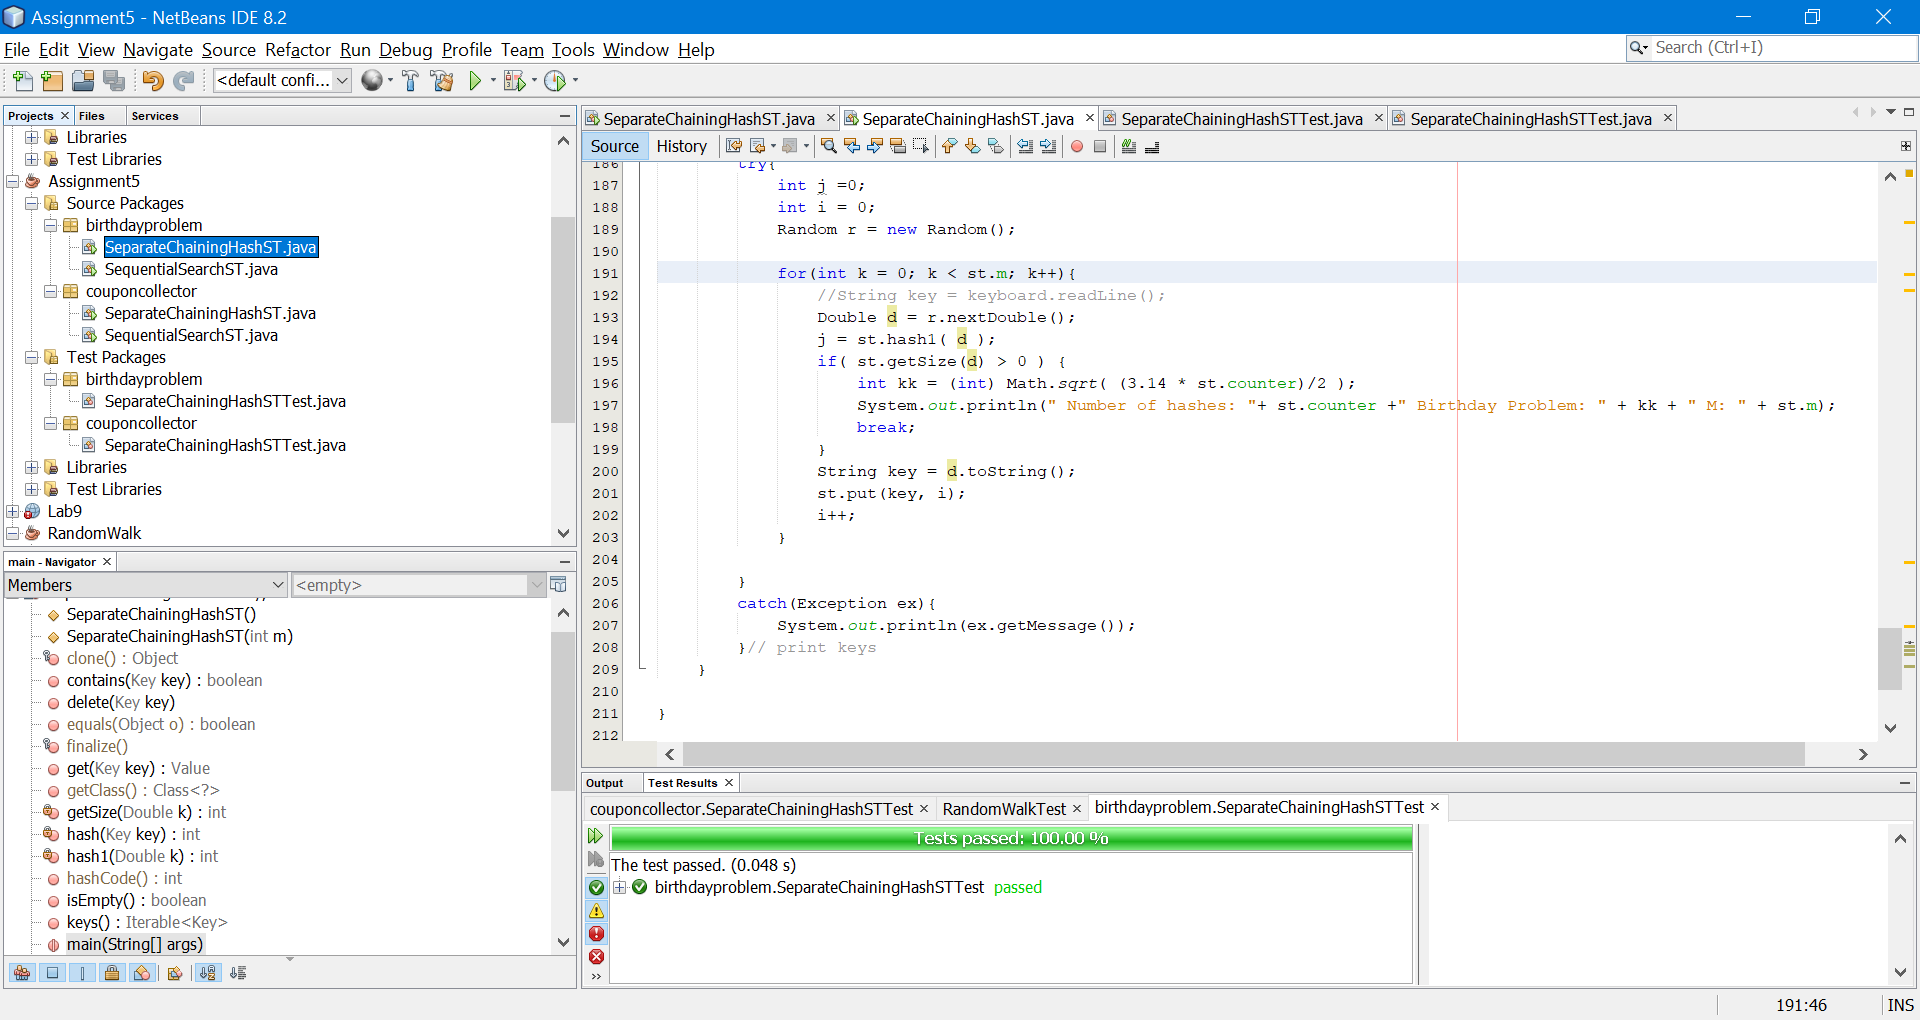 Assignment5 - NetBeans IDE 8.2
File Edit View Navigate Source Refactor Run Debug Profile Team Tools Window Help
Search (Ctrl+I)
<default confi...
Projects Files Services
Libraries
Test Libraries
Assignment5
Source Packages
birthdayproblem
SeparateChainingHashST.java
SequentialSearchST.java
couponcollector
SeparateChainingHashST.java
SequentialSearchST.java
Test Packages
birthdayproblem
SeparateChainingHashSTTest.java
couponcollector
SeparateChainingHashSTTest.java
Libraries
Test Libraries
Lab9
RandomWalk
main - Navigator
Members <empty>
SeparateChainingHashST()
SeparateChainingHashST(int m)
clone() : Object
contains(Key key) : boolean
delete(Key key)
equals(Object o) : boolean
finalize()
get(Key key) : Value
getClass() : Class<?>
getSize(Double k) : int
hash(Key key) : int
hash1(Double k) : int
hashCode() : int
isEmpty() : boolean
keys() : Iterable<Key>
main(String[] args)
SeparateChainingHashST.java SeparateChainingHashST.java SeparateChainingHashSTTest.java SeparateChainingHashSTTest.java
Source History
186 try{
187 int j =0;
188 int i = 0;
189 Random r = new Random();
190
191 for(int k = 0; k < st.m; k++){
192 //String key = keyboard.readLine();
193 Double d = r.nextDouble();
194 j = st.hash1( d );
195 if( st.getSize(d) > 0 ) {
196 int kk = (int) Math.sqrt( (3.14 * st.counter)/2 );
197 System.out.println(" Number of hashes: "+ st.counter +" Birthday Problem: " + kk + " M: " + st.m);
198 break;
199 }
200 String key = d.toString();
201 st.put(key, i);
202 i++;
203 }
204
205 }
206 catch(Exception ex){
207 System.out.println(ex.getMessage());
208 }// print keys
209 }
210
211 }
212
Output Test Results
couponcollector.SeparateChainingHashSTTest RandomWalkTest birthdayproblem.SeparateChainingHashSTTest
Tests passed: 100.00 %
The test passed. (0.048 s)
birthdayproblem.SeparateChainingHashSTTest passed
191:46 INS